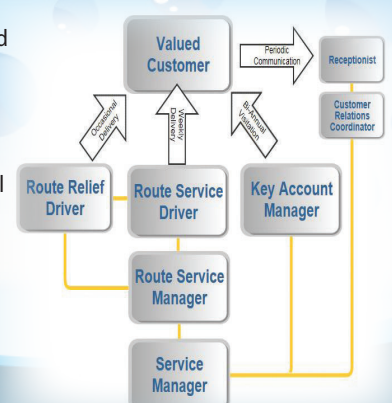 d
l
Valued
Customer
Periodic
Communication
Receptionist
Customer
Relations
Coordinator
Occasional
Delivery
Weekly
Delivery
Bi-Annual
Visitation
Route Relief
Driver
Route Service
Driver
Key Account
Manager
Route Service
Manager
Service
Manager